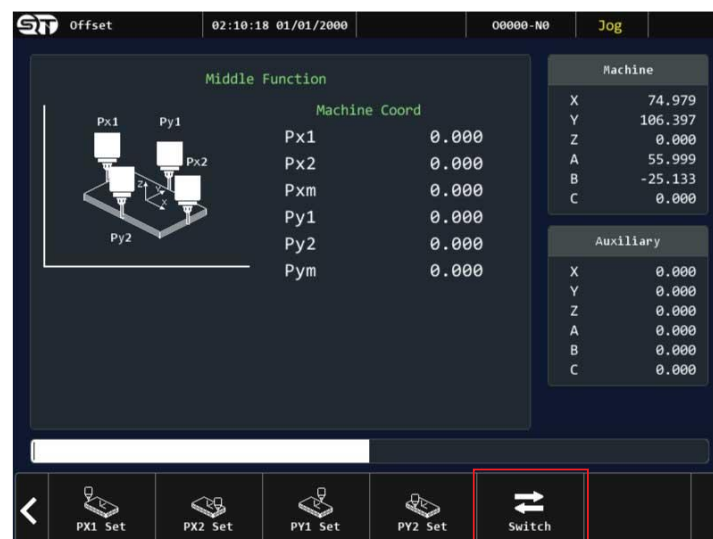 Offset 02:10:18 01/01/2000 O0000-N0 Jog
Middle Function
Machine Coord
Px1 0.000
Px2 0.000
Pxm 0.000
Py1 0.000
Py2 0.000
Pym 0.000
Px1 Py1
Px2
Z Y
X
Py2
Machine
X 74.979
Y 106.397
Z 0.000
A 55.999
B -25.133
C 0.000
Auxiliary
X 0.000
Y 0.000
Z 0.000
A 0.000
B 0.000
C 0.000
PX1 Set PX2 Set PY1 Set PY2 Set Switch